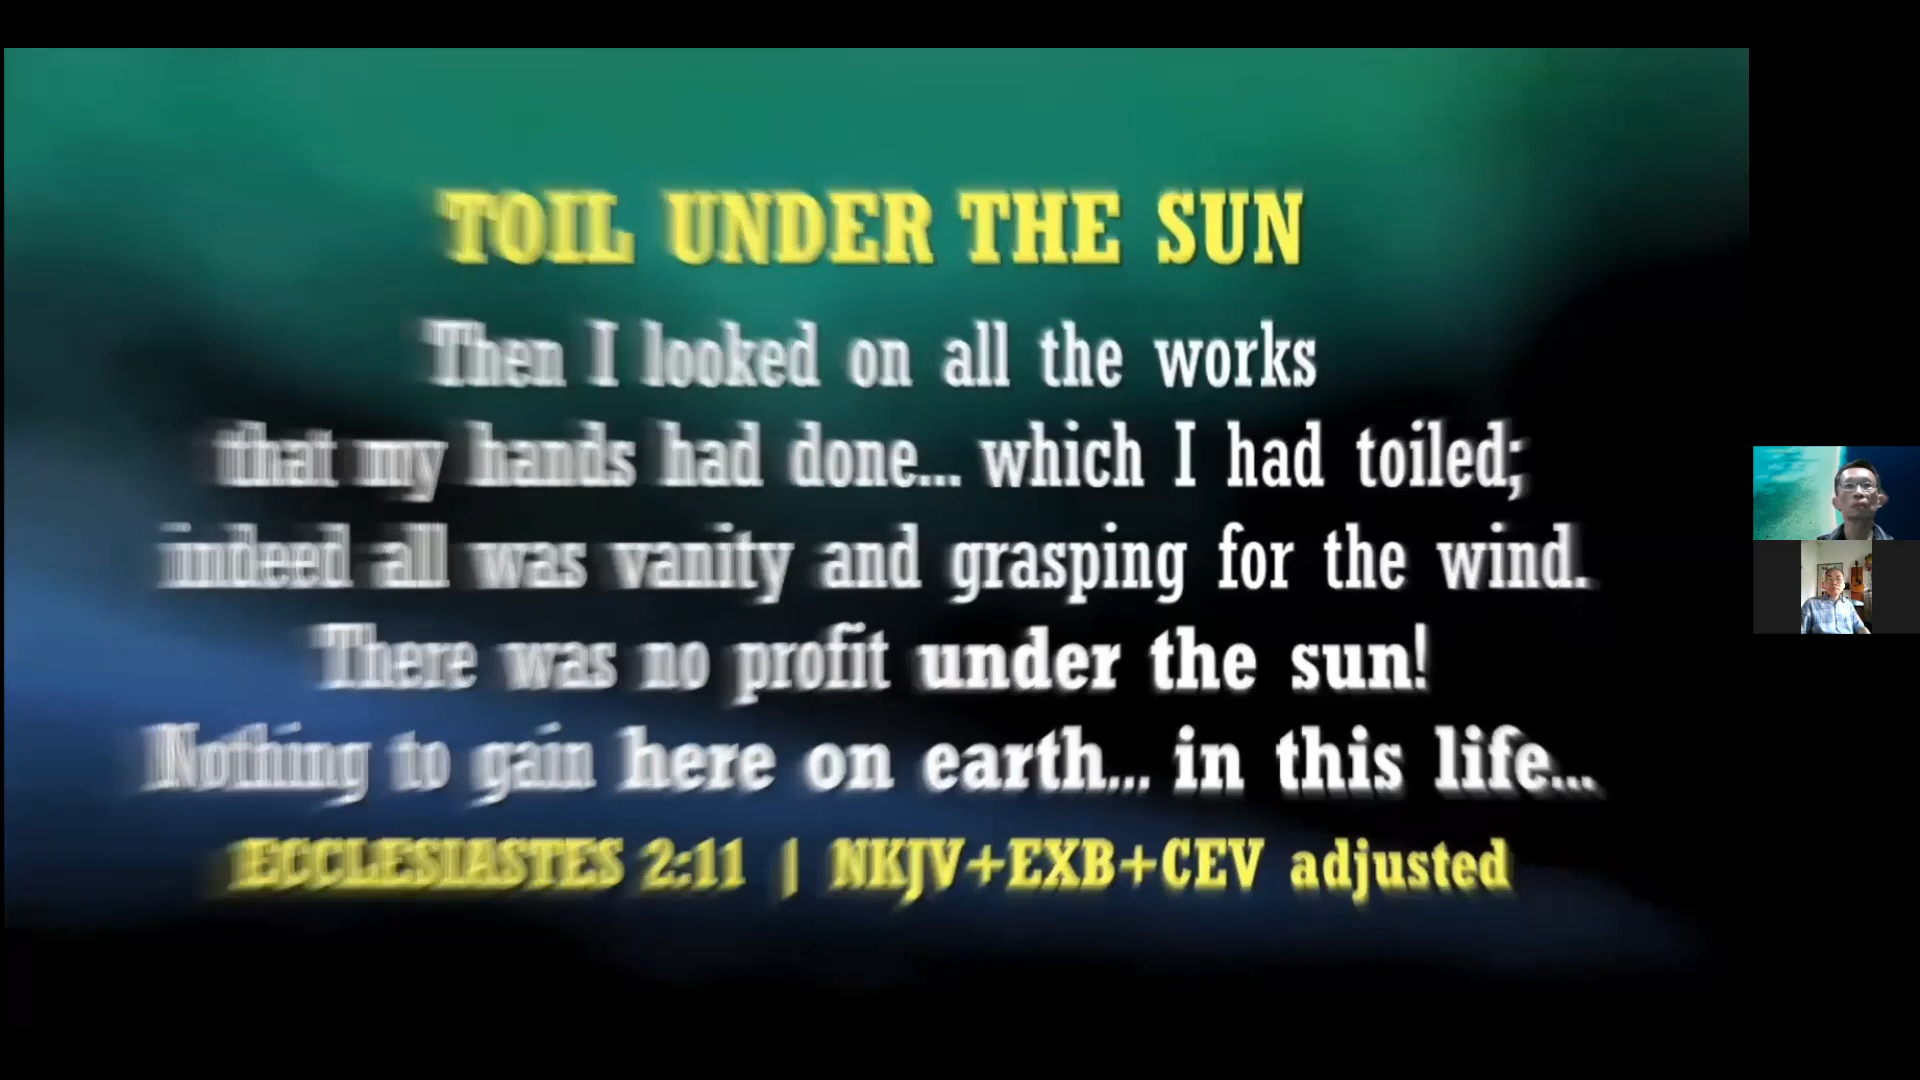 TOIL UNDER THE SUN
Then I looked on all the works
that my hands had done... which I had toiled;
indeed all was vanity and grasping for the wind.
There was no profit under the sun!
Nothing to gain here on earth... in this life...
ECCLESIASTES 2:11 | NKJV+EXB+CEV adjusted